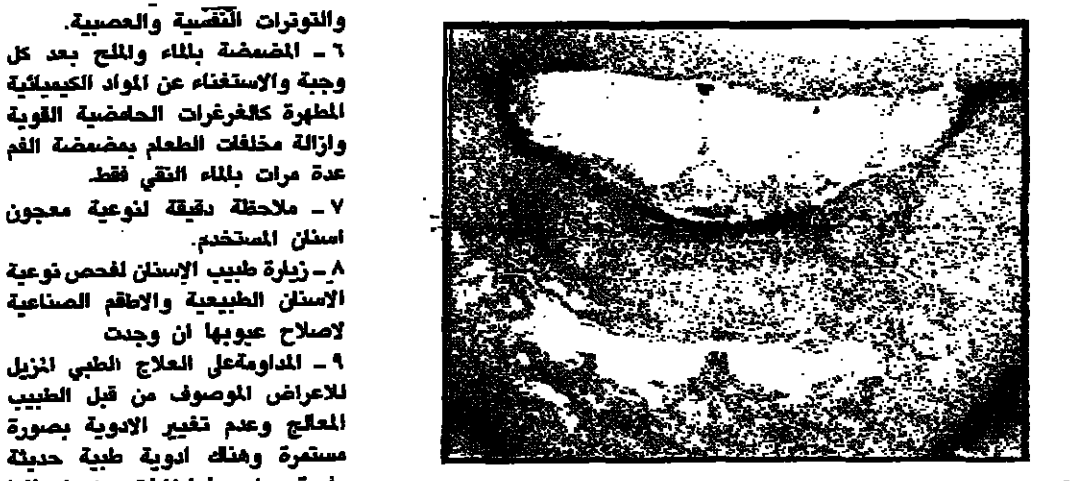 والتوترات النفسية والعصبية.
٦ ـ المضمضة بالماء والملح بعد كل
وجبة والاستغناء عن المواد الكيميائية
المطهرة كالغرغرات الحامضية القوية
وازالة مخلفات الطعام بمضمضة الفم
عدة مرات بالماء النقي فقط.
٧ ـ ملاحظة دقيقة لنوعية معجون
اسنان المستخدم.
٨ ـ زيارة طبيب الإسنان لفحص نوعية
الاسنان الطبيعية والاطقم الصناعية
لاصلاح عيوبها ان وجدت
٩ ـ المداومةعلى العلاج الطبي المزيل
للاعراض الموصوف من قبل الطبيب
المعالج وعدم تغيير الادوية بصورة
مستمرة وهناك ادوية طبية حديثة